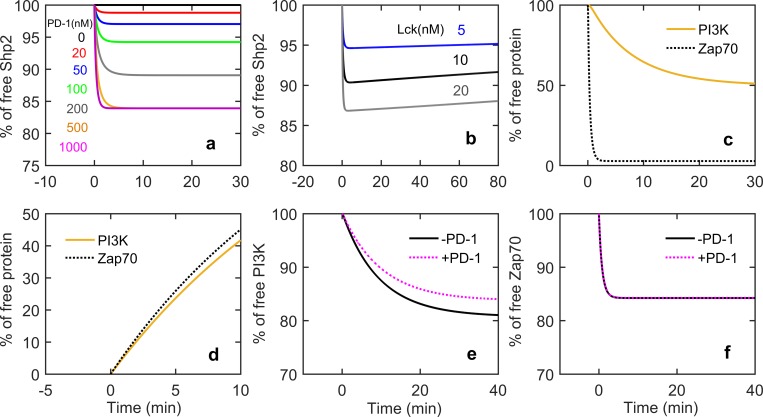 % of free Shp2
100
95
90
85
80
75
PD-1(nM)
0
20
50
100
200
500
1000
a
-10
0
10
20
30
% of free Shp2
100
95
90
85
80
Lck(nM)
5
10
20
b
-20
0
20
40
60
80
% of free protein
100
50
0
PI3K
Zap70
c
0
10
20
30
% of free protein
50
40
30
20
10
0
PI3K
Zap70
d
-5
0
5
10
Time (min)
% of free PI3K
100
90
80
70
-PD-1
+PD-1
e
0
20
40
Time (min)
% of free Zap70
100
90
80
70
-PD-1
+PD-1
f
0
10
20
30
40
Time (min)